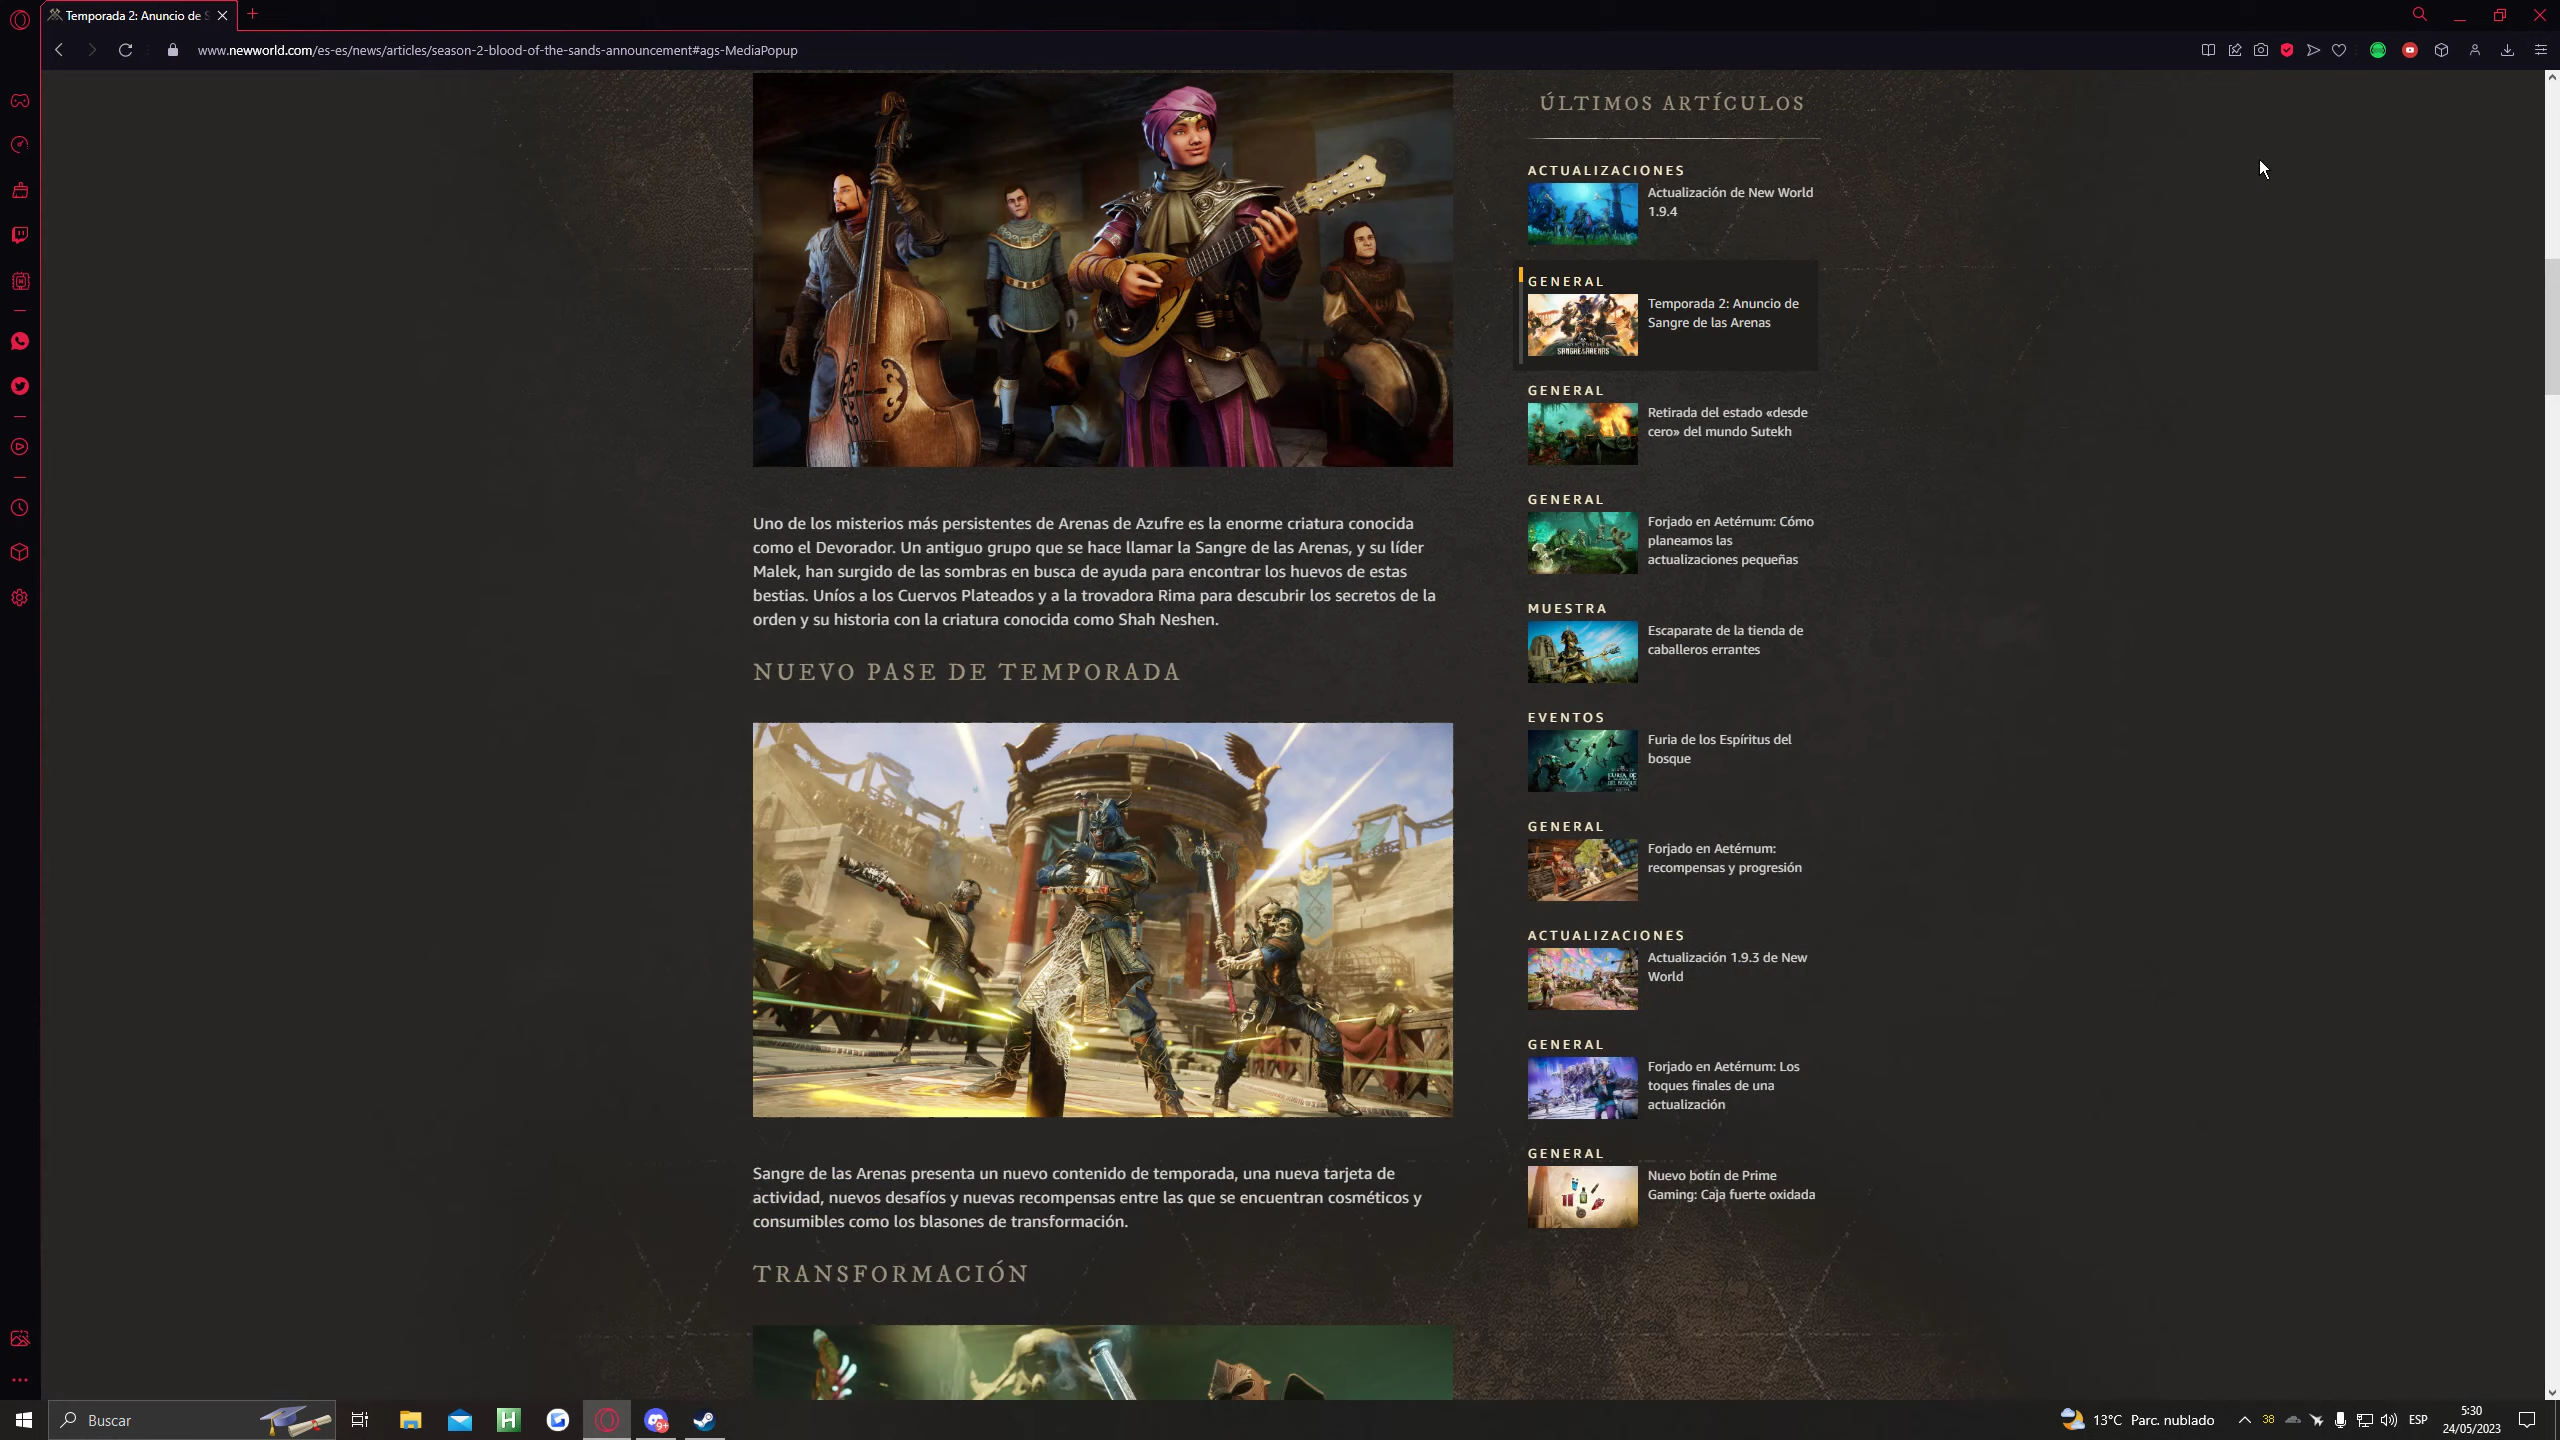 Temporada 2: Anuncio de S
www.newworld.com/es-es/news/articles/season-2-blood-of-the-sands-announcement#ags-MediaPopup
Uno de los misterios más persistentes de Arenas de Azufre es la enorme criatura conocida
como el Devorador. Un antiguo grupo que se hace llamar la Sangre de las Arenas, y su líder
Malek, han surgido de las sombras en busca de ayuda para encontrar los huevos de estas
bestias. Uníos a los Cuervos Plateados y a la trovadora Rima para descubrir los secretos de la
orden y su historia con la criatura conocida como Shah Neshen.
NUEVO PASE DE TEMPORADA
Sangre de las Arenas presenta un nuevo contenido de temporada, una nueva tarjeta de
actividad, nuevos desafíos y nuevas recompensas entre las que se encuentran cosméticos y
consumibles como los blasones de transformación.
TRANSFORMACIÓN
ÚLTIMOS ARTÍCULOS
ACTUALIZACIONES
Actualización de New World
1.9.4
GENERAL
Temporada 2: Anuncio de
Sangre de las Arenas
GENERAL
Retirada del estado «desde
cero» del mundo Sutekh
GENERAL
Forjado en Aetérnum: Cómo
planeamos las
actualizaciones pequeñas
MUESTRA
Escaparate de la tienda de
caballeros errantes
EVENTOS
Furia de los Espíritus del
bosque
GENERAL
Forjado en Aetérnum:
recompensas y progresión
ACTUALIZACIONES
Actualización 1.9.3 de New
World
GENERAL
Forjado en Aetérnum: Los
toques finales de una
actualización
GENERAL
Nuevo botín de Prime
Gaming: Caja fuerte oxidada
Buscar
9+
13°C Parc. nublado
38
ESP
5:30
24/05/2023